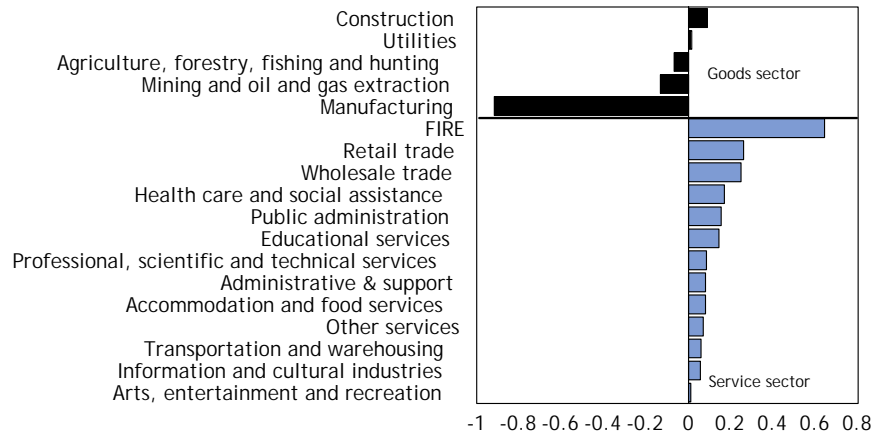 Construction
Utilities
Agriculture, forestry, fishing and hunting
Mining and oil and gas extraction
Goods sector
Manufacturing
FIRE
Retail trade
Wholesale trade
Health care and social assistance
Public administration
Educational services
Professional, scientific and technical services
Administrative & support
Accommodation and food services
Other services
Transportation and warehousing
Information and cultural industries
Service sector
Arts, entertainment and recreation
-1 -0.8 -0.6 -0.4 -0.2 0 0.2 0.4 0.6 0.8